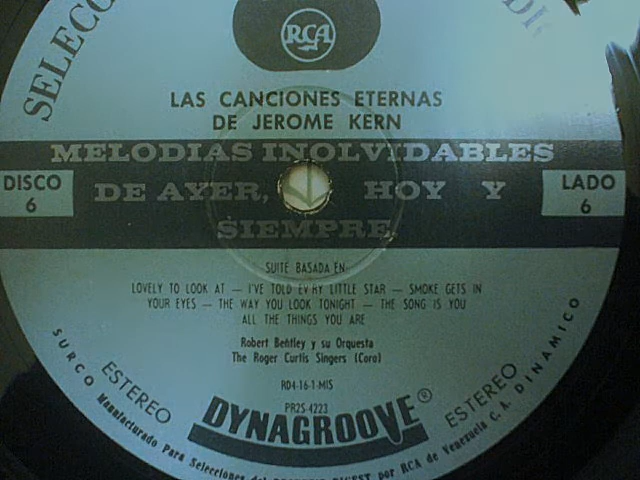 RCA
LAS CANCIONES ETERNAS
DE JEROME KERN
MELODIAS INOLVIDABLES
DISCO
6
DE AYER, HOY Y
LADO
6
SIEMPRE
SUITE BASADA EN
LOVELY TO LOOK AT — I'VE TOLD EV'RY LITTLE STAR — SMOKE GETS IN
YOUR EYES — THE WAY YOU LOOK TONIGHT — THE SONG IS YOU
ALL THE THINGS YOU ARE
Robert Bentley y su Orquesta
The Roger Curtis Singers (Coro)
RD4-16-1-MIS
PR2S-4223
ESTEREO
DYNAGROOVE®
ESTEREO
SURCO DINAMICO
Manufacturado Para Selecciones del DIGEST por RCA de Venezuela C. A.